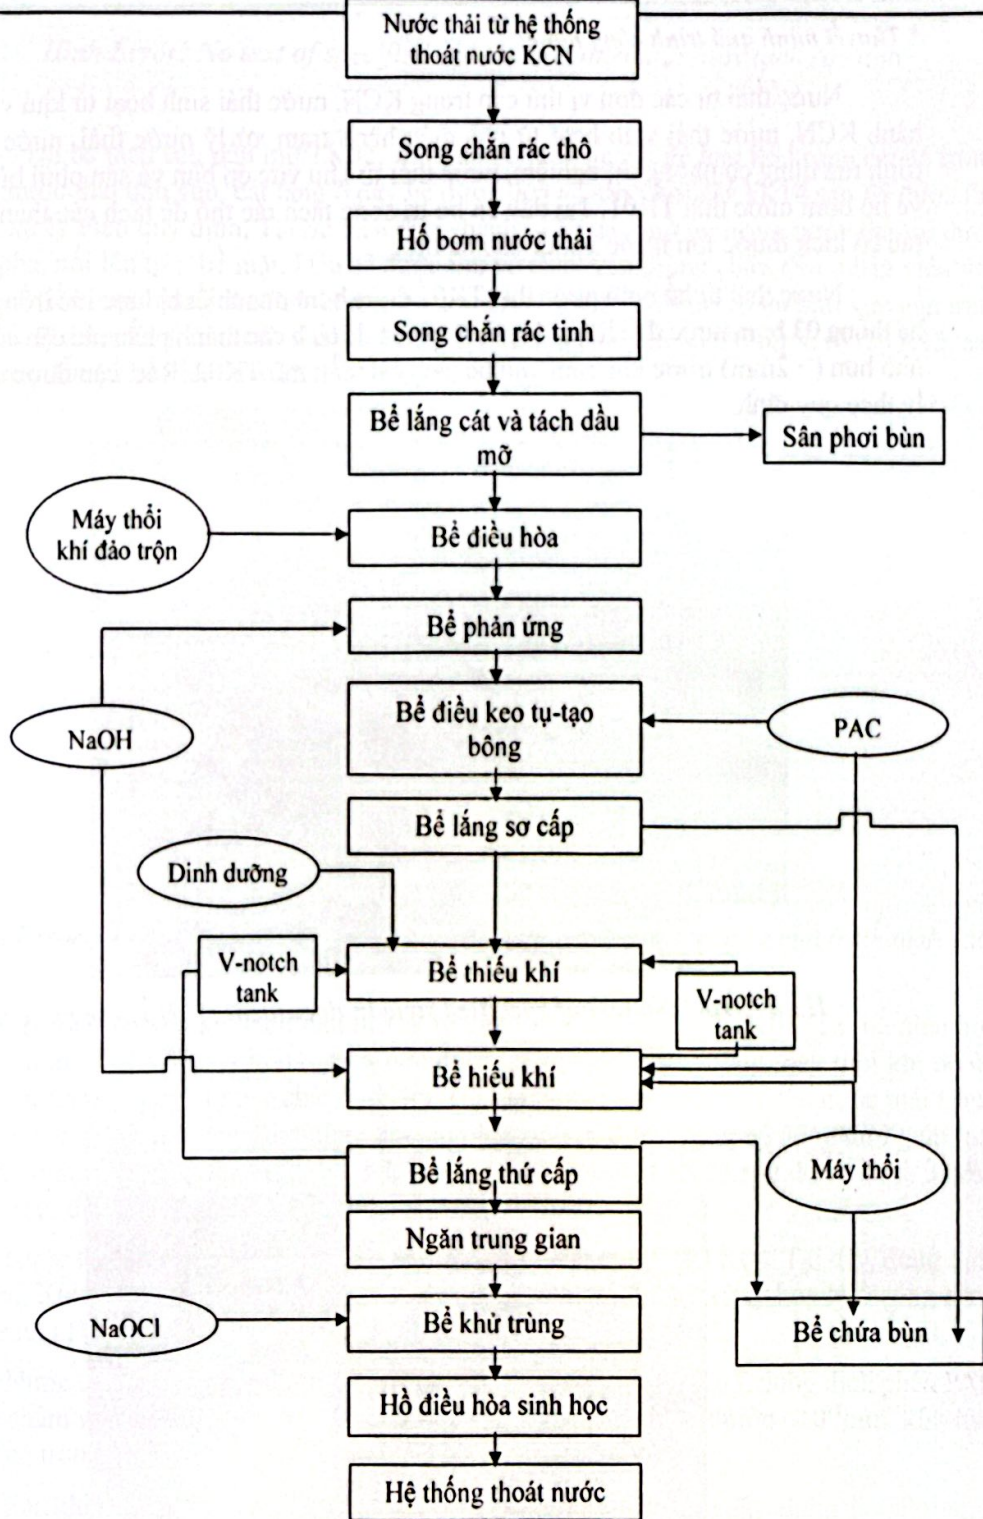 Nước thải từ hệ thống
thoát nước KCN
Song chắn rác thô
Hố bơm nước thải
Song chắn rác tinh
Bể lắng cát và tách dầu
mỡ
Sân phơi bùn
Máy thổi
khí đảo trộn
Bể điều hòa
Bể phản ứng
NaOH
Bể điều keo tụ-tạo
bông
PAC
Bể lắng sơ cấp
Dinh dưỡng
V-notch
tank
Bể thiếu khí
V-notch
tank
Bể hiếu khí
Bể lắng thứ cấp
Máy thổi
Ngăn trung gian
NaOCl
Bể khử trùng
Bể chứa bùn
Hồ điều hòa sinh học
Hệ thống thoát nước